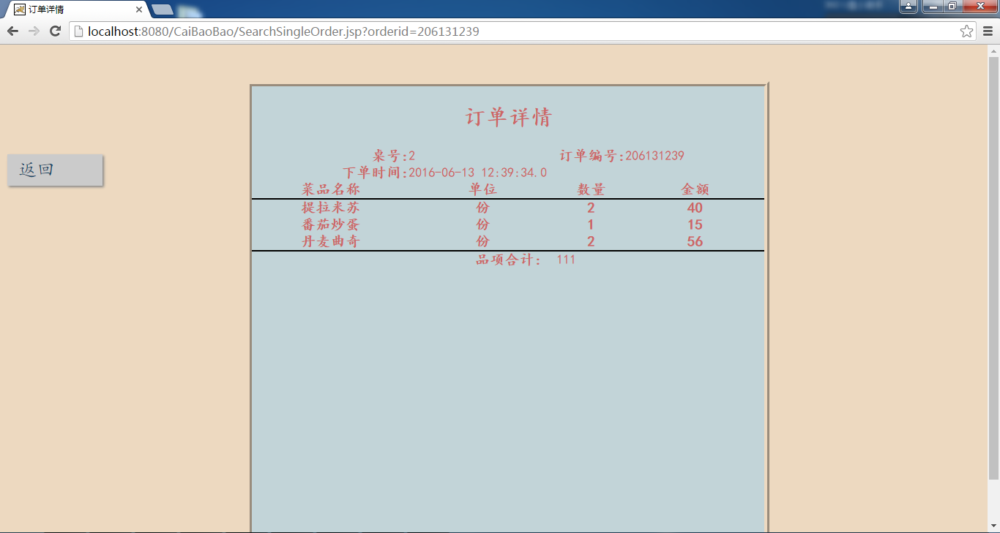 订单详情
localhost:8080/CaiBaoBao/SearchSingleOrder.jsp?orderid=206131239
订单详情
返回
桌号:2 订单编号:206131239
下单时间:2016-06-13 12:39:34.0
菜品名称 单位 数量 金额
提拉米苏 份 2 40
番茄炒蛋 份 1 15
丹麦曲奇 份 2 56
品项合计: 111